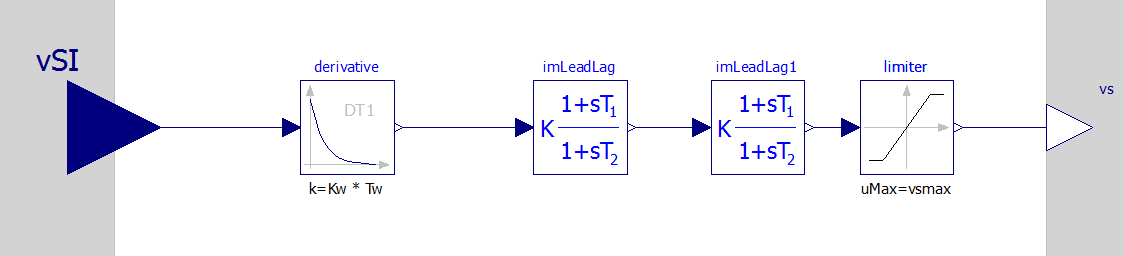 vSI
derivative
DT1
k=Kw * Tw
imLeadLag
K 1+sT1
1+sT2
imLeadLag1
K 1+sT1
1+sT2
limiter
uMax=vsmax
vs